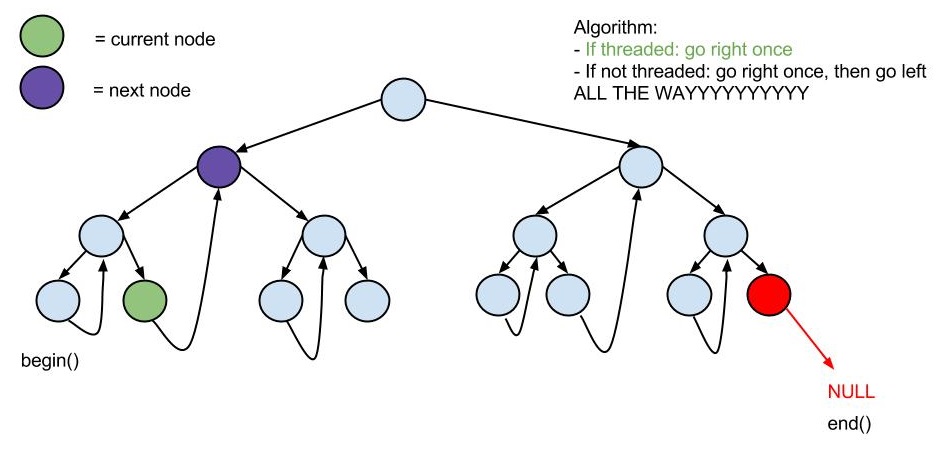 = current node
= next node
Algorithm:
- If threaded: go right once
- If not threaded: go right once, then go left
ALL THE WAYYYYYYYYYY
begin()
NULL
end()